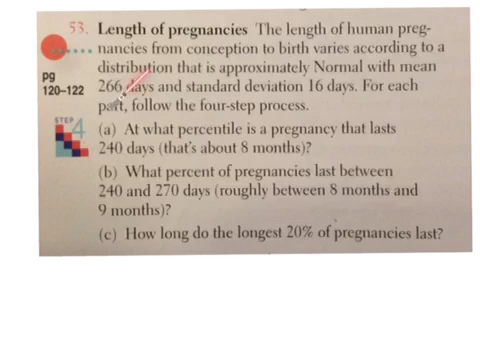 53. Length of pregnancies The length of human preg-
nancies from conception to birth varies according to a
distribution that is approximately Normal with mean
266 days and standard deviation 16 days. For each
part, follow the four-step process.
pg
120–122
STEP
4
(a) At what percentile is a pregnancy that lasts
240 days (that's about 8 months)?
(b) What percent of pregnancies last between
240 and 270 days (roughly between 8 months and
9 months)?
(c) How long do the longest 20% of pregnancies last?